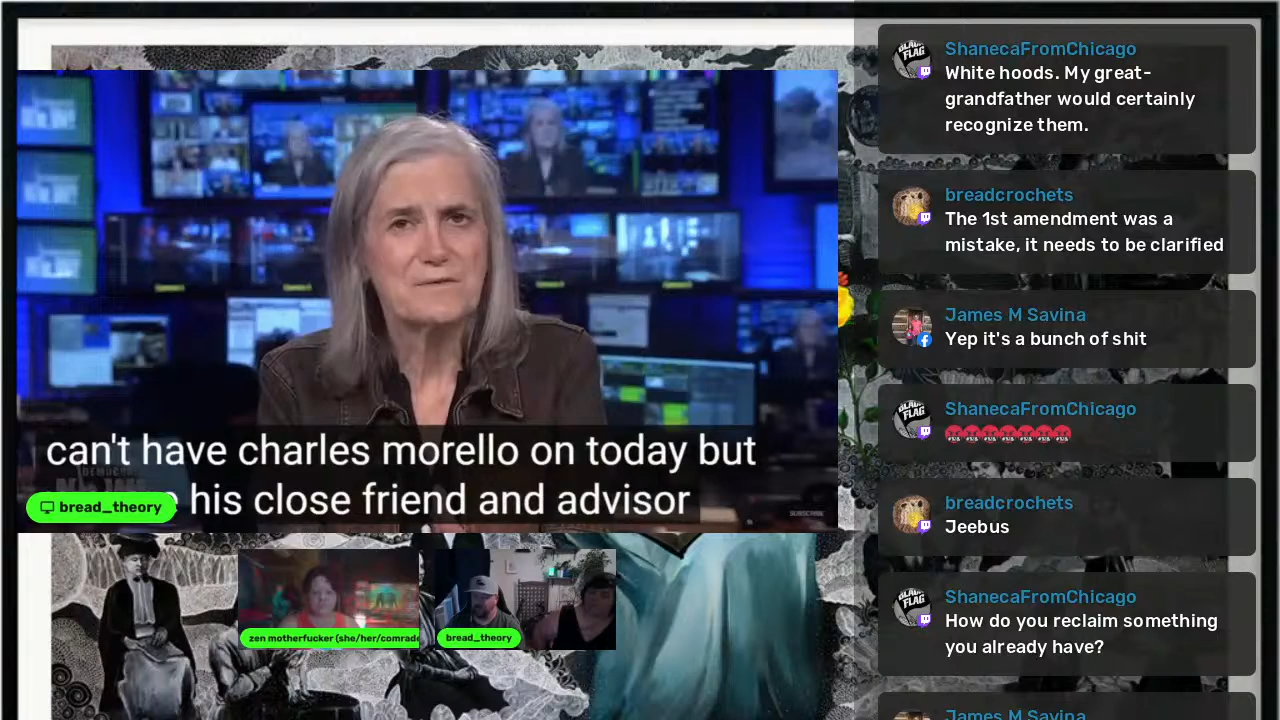 can't have charles morello on today but
his close friend and advisor
bread_theory
SUBSCRIBE
zen motherfucker (she/her/comrade
bread_theory
ShanecaFromChicago
White hoods. My great-
grandfather would certainly
recognize them.
breadcrochets
The 1st amendment was a
mistake, it needs to be clarified
James M Savina
Yep it's a bunch of shit
ShanecaFromChicago
breadcrochets
Jeebus
ShanecaFromChicago
How do you reclaim something
you already have?
James M Savina